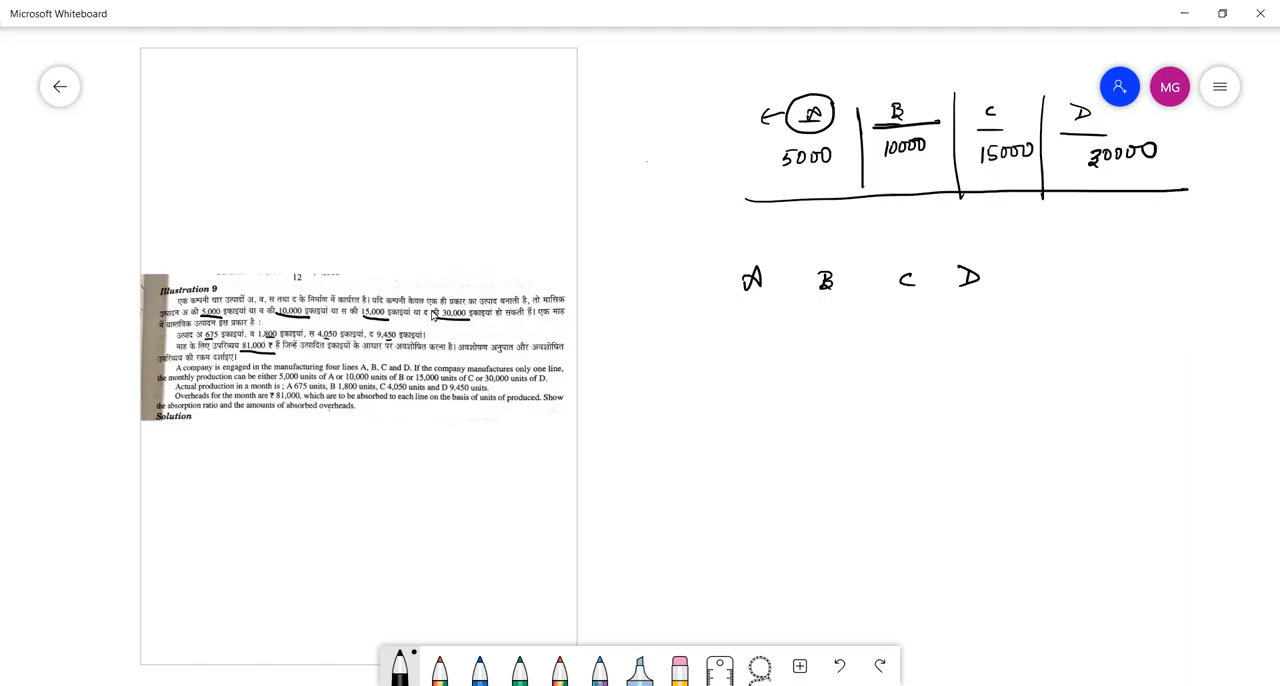 Microsoft Whiteboard
MG
A B C D
5000 10000 15000 30000
A B C D
12
Illustration 9
एक कम्पनी चार उत्पादों अ, ब, स तथा द के निर्माण में कार्यरत है। यदि कम्पनी केवल एक ही प्रकार का उत्पाद बनाती है, तो मासिक
उत्पादन अ की 5,000 इकाइयां या ब की 10,000 इकाइयां या स की 15,000 इकाइयां या द की 30,000 इकाइयां हो सकती हैं। एक माह
में वास्तविक उत्पादन इस प्रकार है :
उत्पाद अ 675 इकाइयां, ब 1,800 इकाइयां, स 4,050 इकाइयां, द 9,450 इकाइयां।
माह के लिए उपरिव्यय 81,000 ₹ हैं जिन्हें उत्पादित इकाइयों के आधार पर अवशोषित करना है। अवशोषण अनुपात और अवशोषित
उपरिव्यय की रकम दर्शाइए।
A company is engaged in the manufacturing four lines A, B, C and D. If the company manufactures only one line,
the monthly production can be either 5,000 units of A or 10,000 units of B or 15,000 units of C or 30,000 units of D.
Actual production in a month is ; A 675 units, B 1,800 units, C 4,050 units and D 9,450 units.
Overheads for the month are ₹ 81,000, which are to be absorbed to each line on the basis of units of produced. Show
the absorption ratio and the amounts of absorbed overheads.
Solution